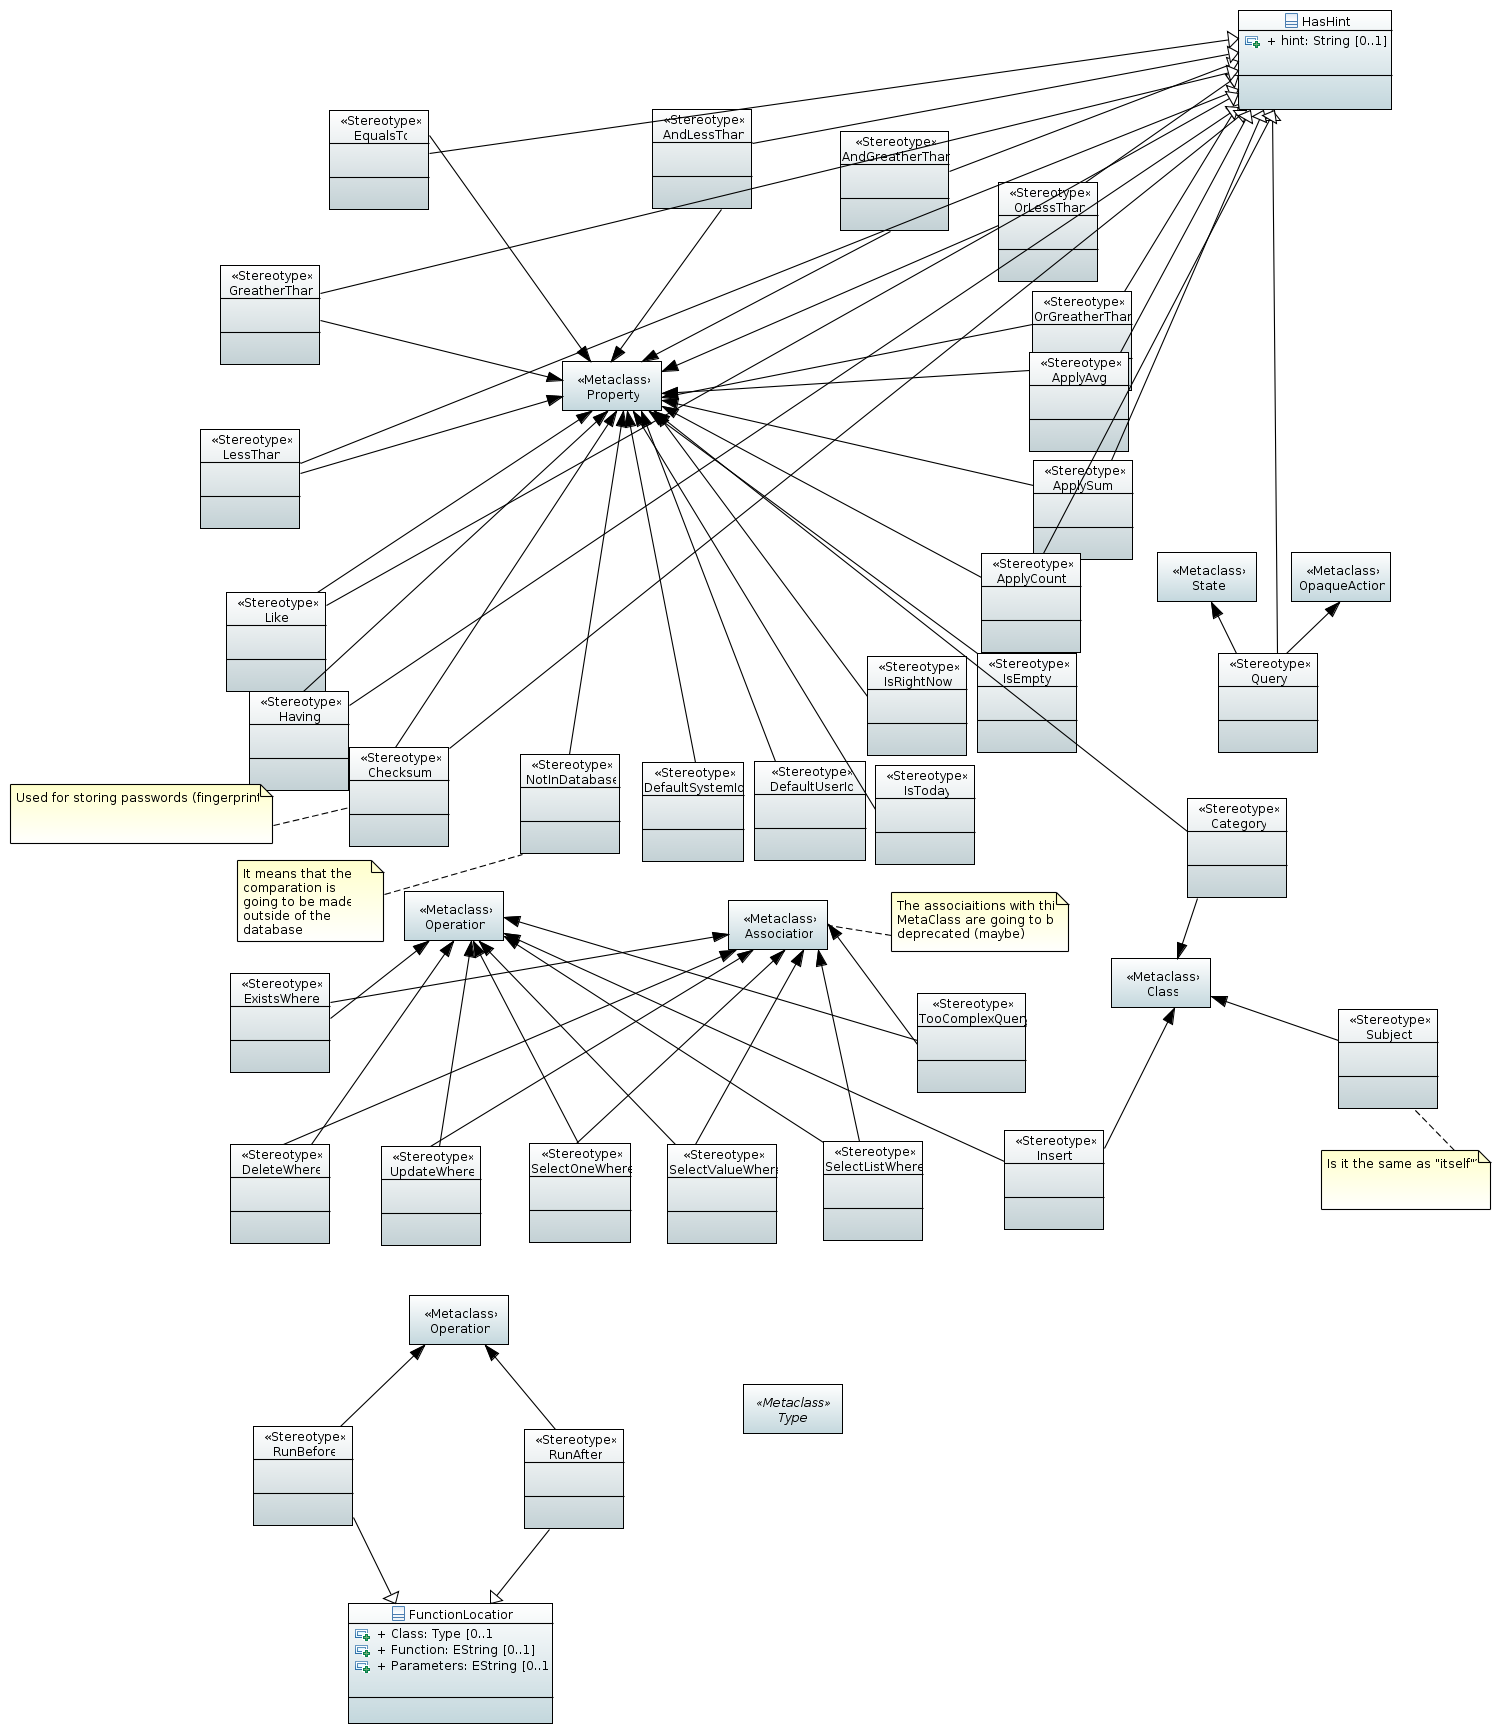 HasHint
+ hint: String [0..1]
«Stereotype»
EqualsTo
«Stereotype»
AndLessThan
«Stereotype»
AndGreatherThan
«Stereotype»
OrLessThan
«Stereotype»
GreatherThan
«Stereotype»
OrGreatherThan
«Stereotype»
ApplyAvg
«Metaclass»
Property
«Stereotype»
LessThan
«Stereotype»
ApplySum
«Stereotype»
ApplyCount
«Metaclass»
State
«Metaclass»
OpaqueAction
«Stereotype»
Like
«Stereotype»
IsRightNow
«Stereotype»
IsEmpty
«Stereotype»
Query
«Stereotype»
Having
«Stereotype»
Checksum
«Stereotype»
NotInDatabase
«Stereotype»
DefaultSystemId
«Stereotype»
DefaultUserId
«Stereotype»
IsToday
Used for storing passwords (fingerprint
«Stereotype»
Category
It means that the
comparation is
going to be made
outside of the
database
«Metaclass»
Operation
«Metaclass»
Association
The associaitions with thi
MetaClass are going to b
deprecated (maybe)
«Metaclass»
Class
«Stereotype»
ExistsWhere
«Stereotype»
TooComplexQuery
«Stereotype»
Subject
«Stereotype»
DeleteWhere
«Stereotype»
UpdateWhere
«Stereotype»
SelectOneWhere
«Stereotype»
SelectValueWhere
«Stereotype»
SelectListWhere
«Stereotype»
Insert
Is it the same as "itself"
«Metaclass»
Operation
«Metaclass»
Type
«Stereotype»
RunBefore
«Stereotype»
RunAfter
FunctionLocation
+ Class: Type [0..1
+ Function: EString [0..1]
+ Parameters: EString [0..1